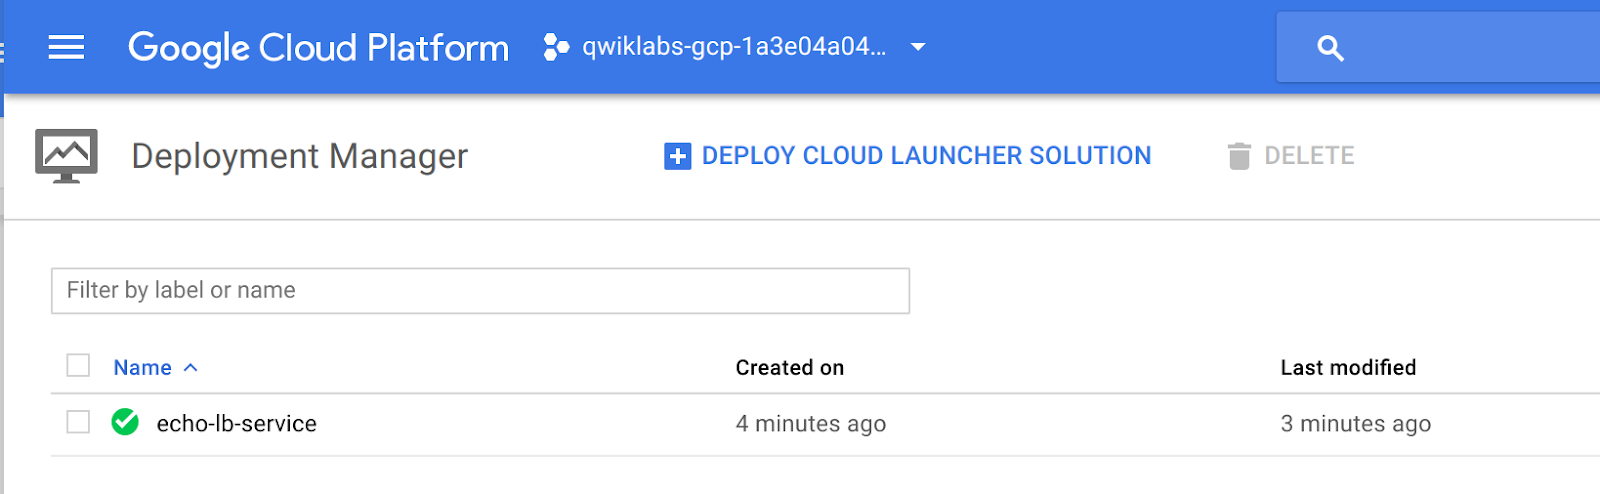 Google Cloud Platform qwiklabs-gcp-1a3e04a04...
Deployment Manager DEPLOY CLOUD LAUNCHER SOLUTION DELETE
Filter by label or name
Name Created on Last modified
echo-lb-service 4 minutes ago 3 minutes ago